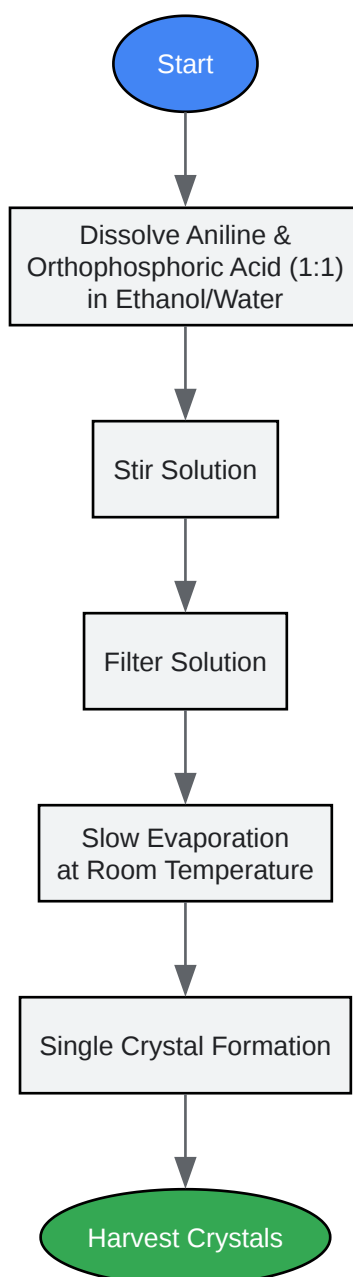 Start
Dissolve Aniline &
Orthophosphoric Acid (1:1)
in Ethanol/Water
Stir Solution
Filter Solution
Slow Evaporation
at Room Temperature
Single Crystal Formation
Harvest Crystals